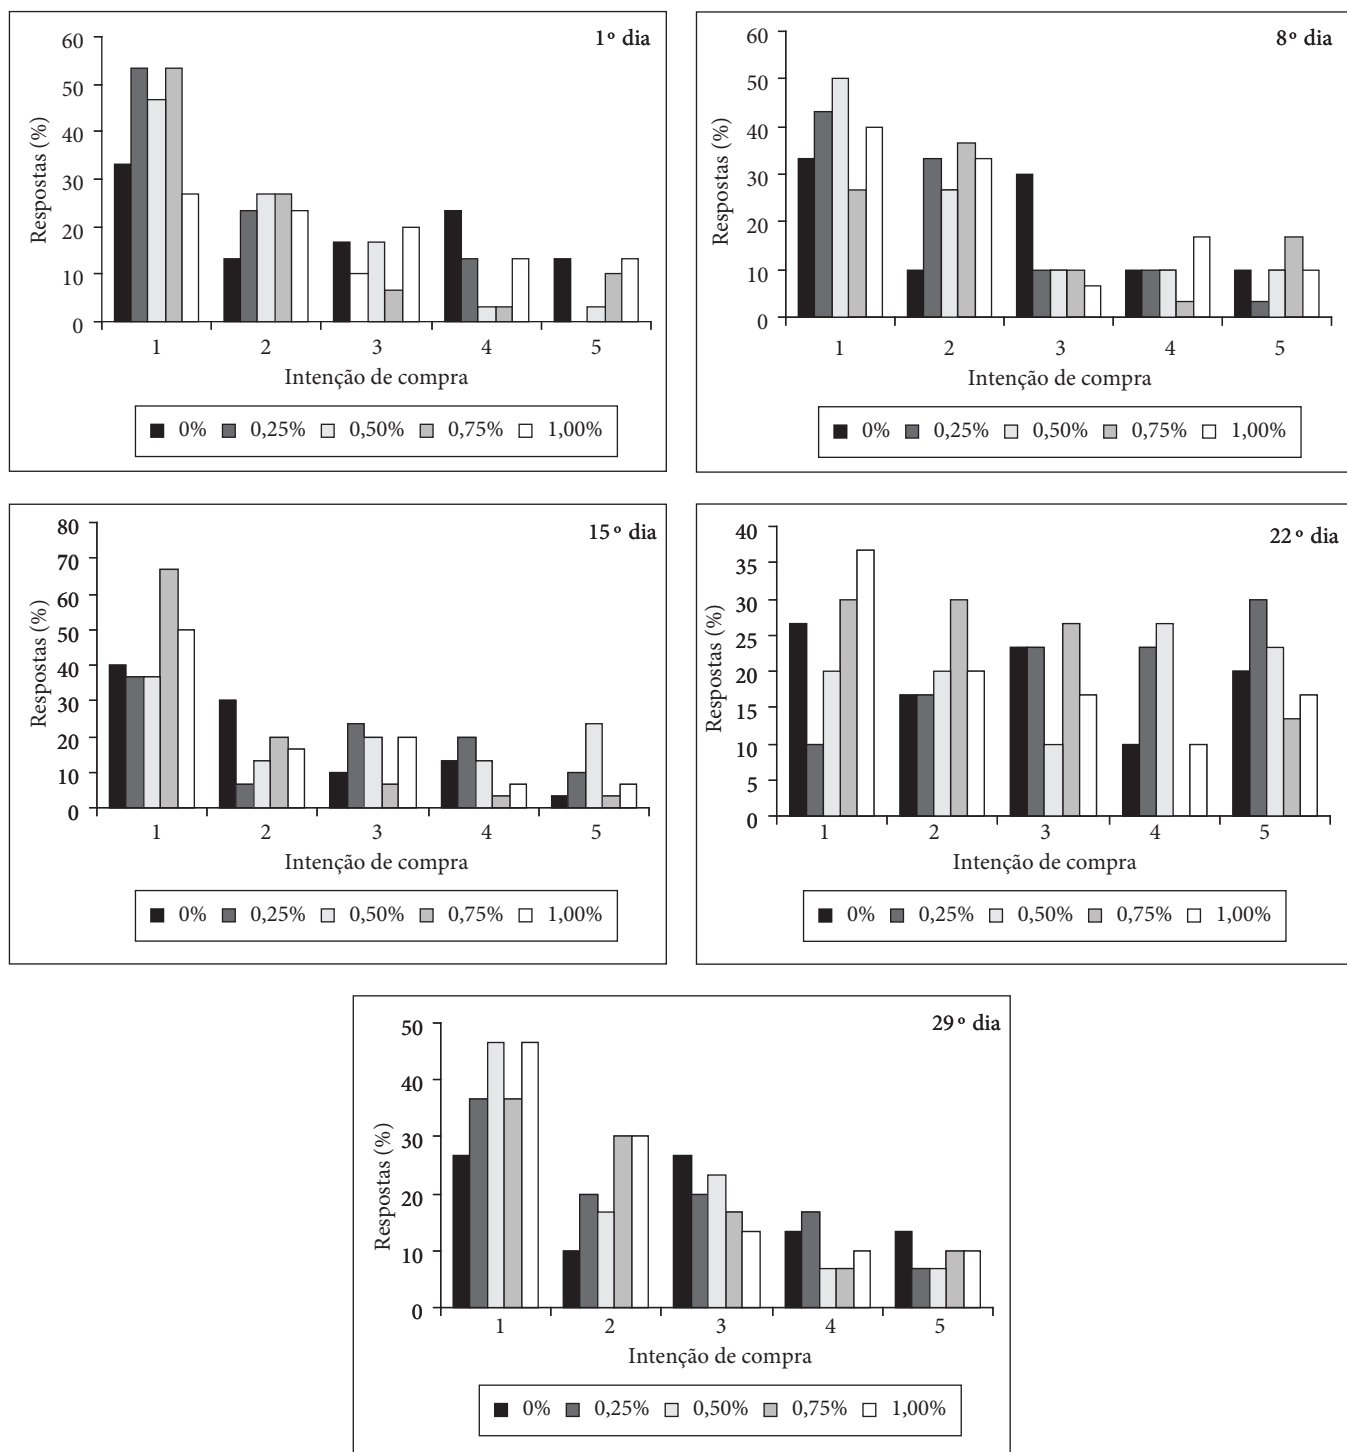 1º dia
Respostas (%)
60
50
40
30
20
10
0
1 2 3 4 5
Intenção de compra
0% 0,25% 0,50% 0,75% 1,00%
8º dia
Respostas (%)
60
50
40
30
20
10
0
1 2 3 4 5
Intenção de compra
0% 0,25% 0,50% 0,75% 1,00%
15º dia
Respostas (%)
80
70
60
50
40
30
20
10
0
1 2 3 4 5
Intenção de compra
0% 0,25% 0,50% 0,75% 1,00%
22º dia
Respostas (%)
40
35
30
25
20
15
10
5
0
1 2 3 4 5
Intenção de compra
0% 0,25% 0,50% 0,75% 1,00%
29º dia
Respostas (%)
50
40
30
20
10
0
1 2 3 4 5
Intenção de compra
0% 0,25% 0,50% 0,75% 1,00%